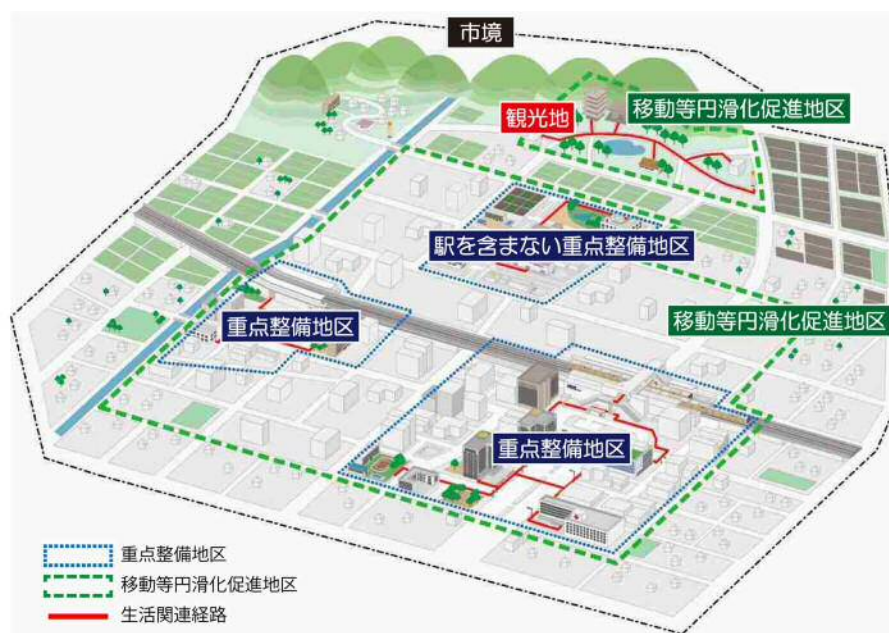 市境
観光地
移動等円滑化促進地区
駅を含まない重点整備地区
重点整備地区
移動等円滑化促進地区
重点整備地区
重点整備地区
移動等円滑化促進地区
生活関連経路